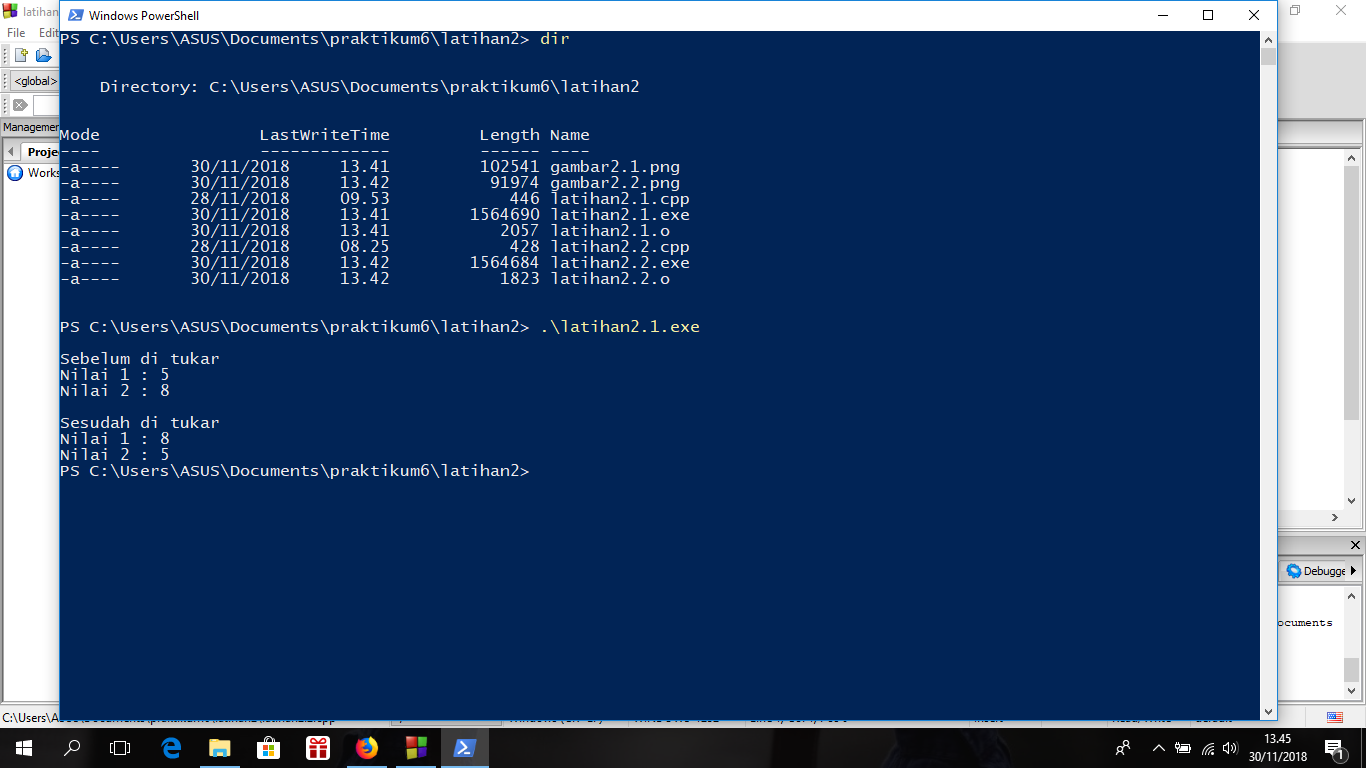 latihan
Windows PowerShell
File Edit
<global>
Managemen
Proje
Works
PS C:\Users\ASUS\Documents\praktikum6\latihan2> dir
Directory: C:\Users\ASUS\Documents\praktikum6\latihan2
Mode LastWriteTime Length Name
---- ------------- ------ ----
-a---- 30/11/2018 13.41 102541 gambar2.1.png
-a---- 30/11/2018 13.42 91974 gambar2.2.png
-a---- 28/11/2018 09.53 446 latihan2.1.cpp
-a---- 30/11/2018 13.41 1564690 latihan2.1.exe
-a---- 30/11/2018 13.41 2057 latihan2.1.o
-a---- 28/11/2018 08.25 428 latihan2.2.cpp
-a---- 30/11/2018 13.42 1564684 latihan2.2.exe
-a---- 30/11/2018 13.42 1823 latihan2.2.o
PS C:\Users\ASUS\Documents\praktikum6\latihan2> .\latihan2.1.exe
Sebelum di tukar
Nilai 1 : 5
Nilai 2 : 8
Sesudah di tukar
Nilai 1 : 8
Nilai 2 : 5
PS C:\Users\ASUS\Documents\praktikum6\latihan2>
Debugge
ocuments
C:\Users\
13.45
30/11/2018
1